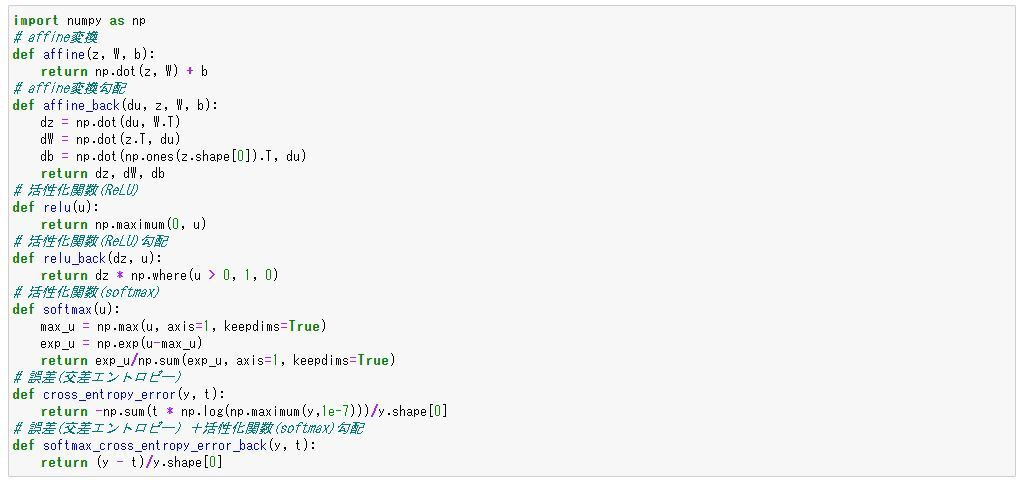 import numpy as np
# affine変換
def affine(z, W, b):
    return np.dot(z, W) + b
# affine変換勾配
def affine_back(du, z, W, b):
    dz = np.dot(du, W.T)
    dW = np.dot(z.T, du)
    db = np.dot(np.ones(z.shape[0]).T, du)
    return dz, dW, db
# 活性化関数(ReLU)
def relu(u):
    return np.maximum(0, u)
# 活性化関数(ReLU)勾配
def relu_back(dz, u):
    return dz * np.where(u > 0, 1, 0)
# 活性化関数(softmax)
def softmax(u):
    max_u = np.max(u, axis=1, keepdims=True)
    exp_u = np.exp(u-max_u)
    return exp_u/np.sum(exp_u, axis=1, keepdims=True)
# 誤差(交差エントロピー)
def cross_entropy_error(y, t):
    return -np.sum(t * np.log(np.maximum(y,1e-7)))/y.shape[0]
# 誤差(交差エントロピー)＋活性化関数(softmax)勾配
def softmax_cross_entropy_error_back(y, t):
    return (y - t)/y.shape[0]